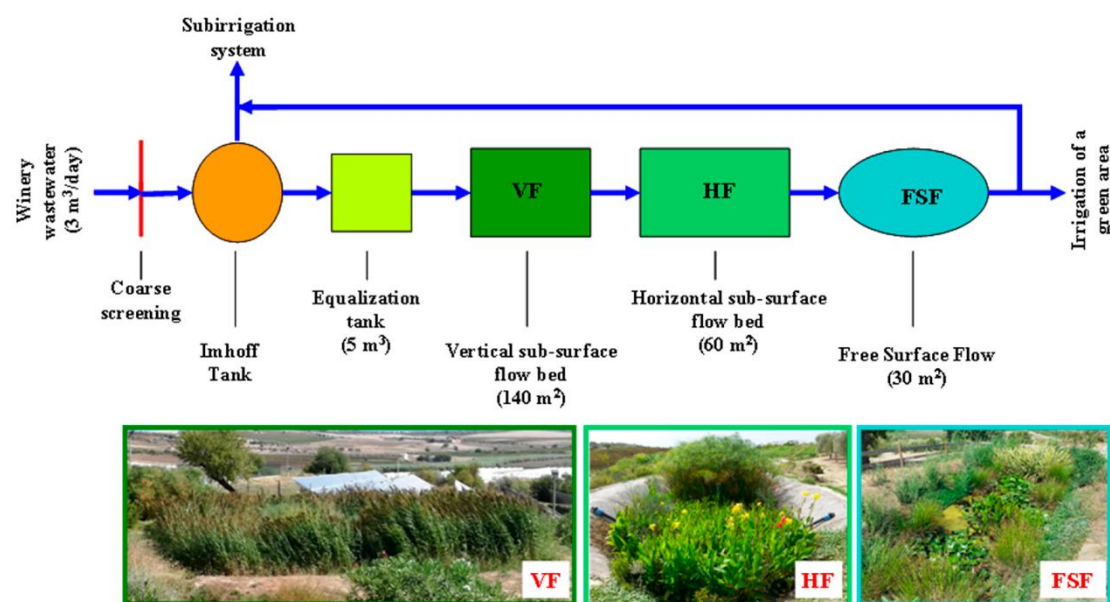 Subirrigation
system
Winery
wastewater
(3 m³/day)
VF
HF
FSF
Irrigation of a
green area
Coarse
screening
Imhoff
Tank
Equalization
tank
(5 m³)
Vertical sub-surface
flow bed
(140 m²)
Horizontal sub-surface
flow bed
(60 m²)
Free Surface Flow
(30 m²)
VF
HF
FSF